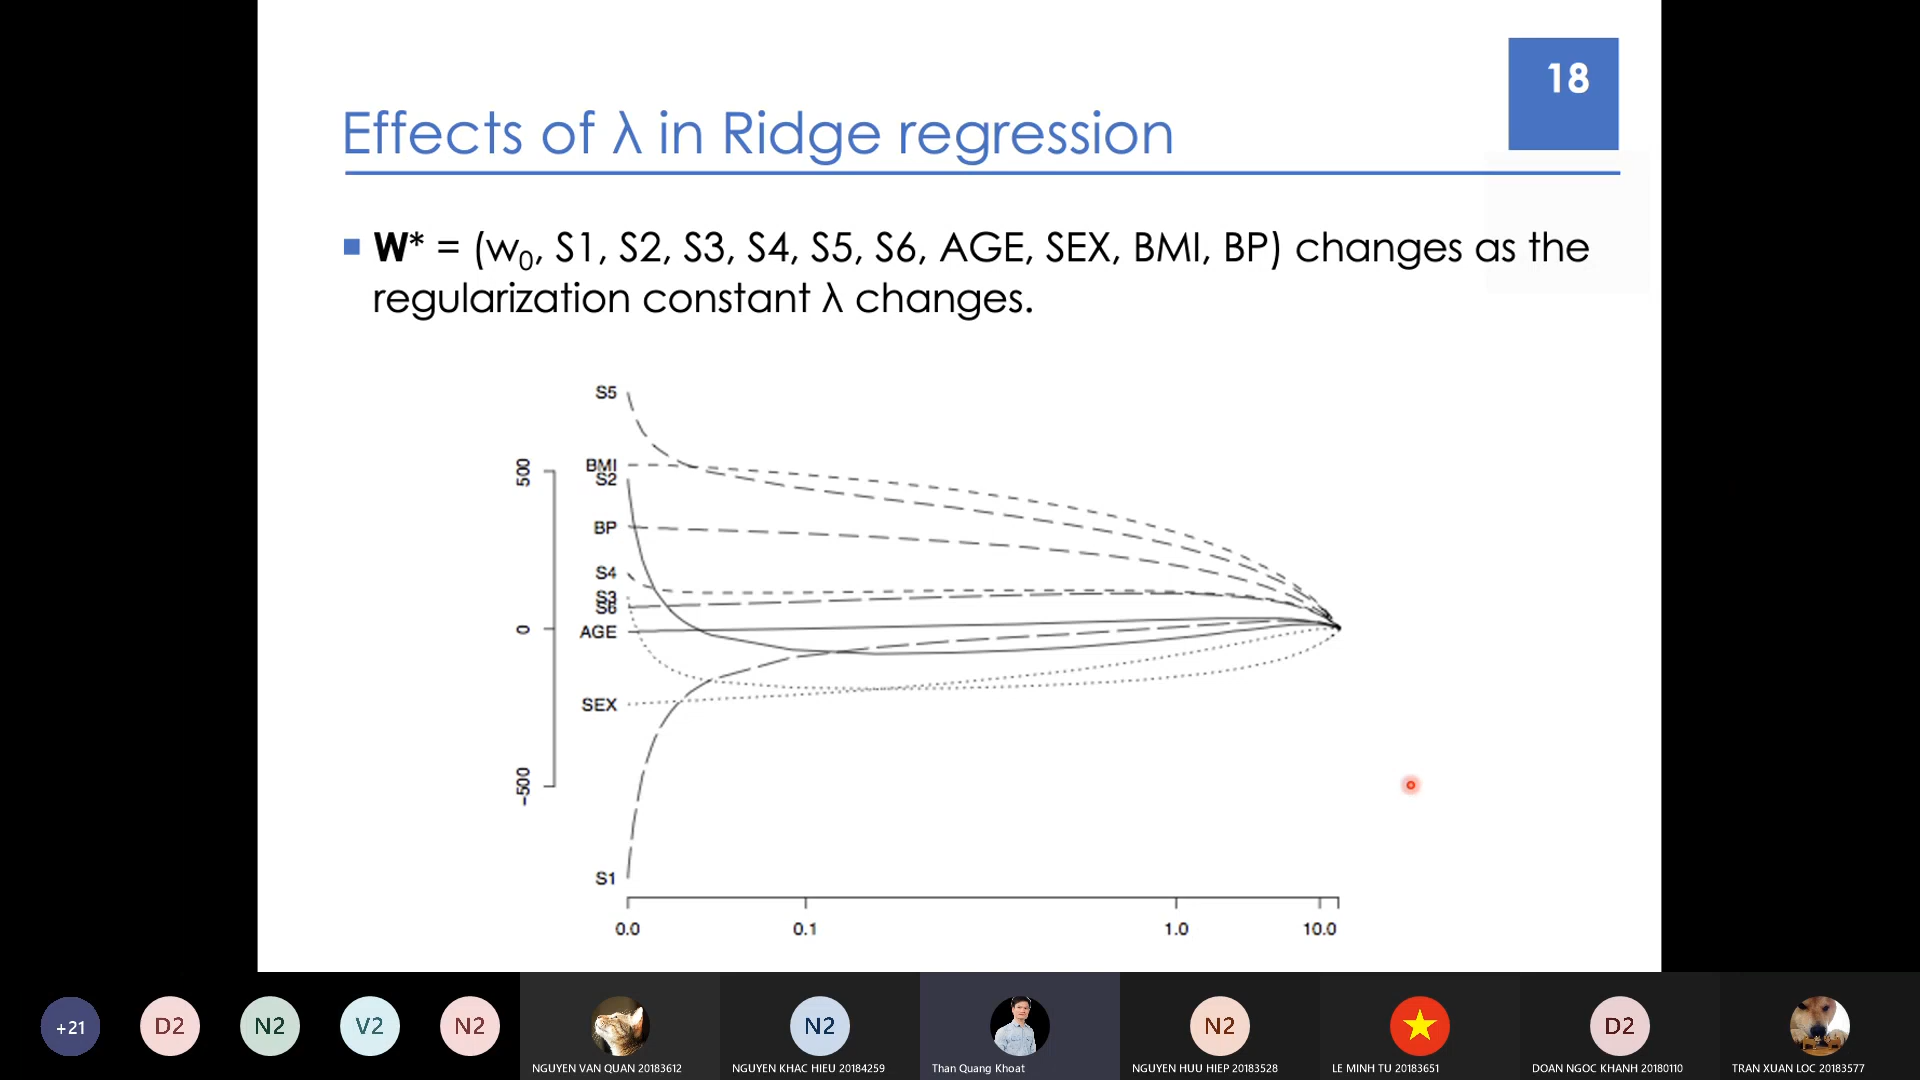 18
Effects of λ in Ridge regression
W* = (w0, S1, S2, S3, S4, S5, S6, AGE, SEX, BMI, BP) changes as the
regularization constant λ changes.
S5
500
BMI
S2
BP
S4
S3
S6
0
AGE
SEX
-500
S1
0.0 0.1 1.0 10.0
+21 D2 N2 V2 N2 N2 N2 D2
NGUYEN VAN QUAN 20183612 NGUYEN KHAC HIEU 20184259 Than Quang Khoat NGUYEN HUU HIEP 20183528 LE MINH TU 20183651 DOAN NGOC KHANH 20180110 TRAN XUAN LOC 20183577